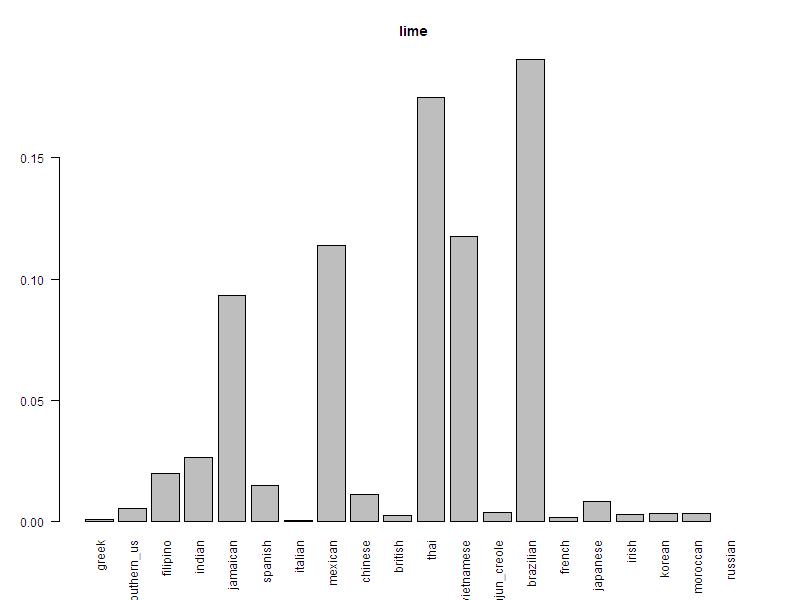 lime
0.15
0.10
0.05
0.00
greek
outhern_us
filipino
indian
jamaican
spanish
italian
mexican
chinese
british
thai
vietnamese
jun_creole
brazilian
french
japanese
irish
korean
moroccan
russian